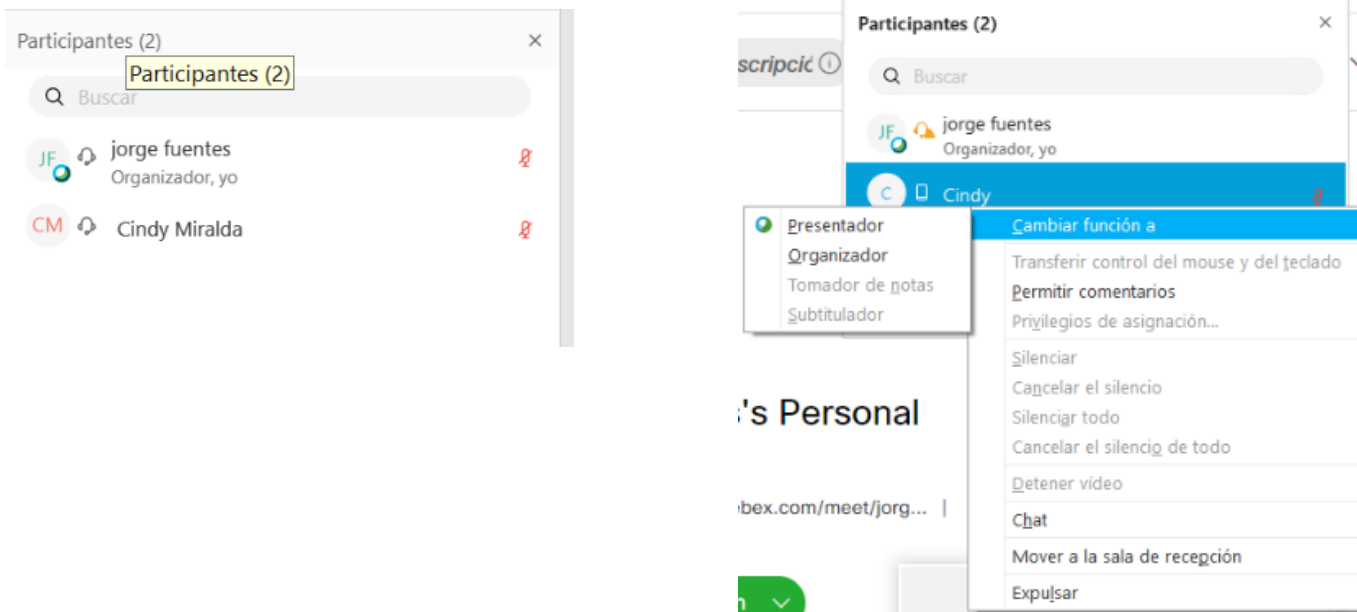 Participantes (2)
Participantes (2)
Buscar
JF
jorge fuentes
Organizador, yo
CM
Cindy Miralda
Participantes (2)
scripció
Buscar
JF
jorge fuentes
Organizador, yo
C
Cindy
Presentador
Organizador
Tomador de notas
Subtitulador
Cambiar función a
Transferir control del mouse y del teclado
Permitir comentarios
Privilegios de asignación...
Silenciar
Cancelar el silencio
Silenciar todo
Cancelar el silencio de todo
Detener vídeo
Chat
Mover a la sala de recepción
Expulsar
's Personal
ebex.com/meet/jorg... |